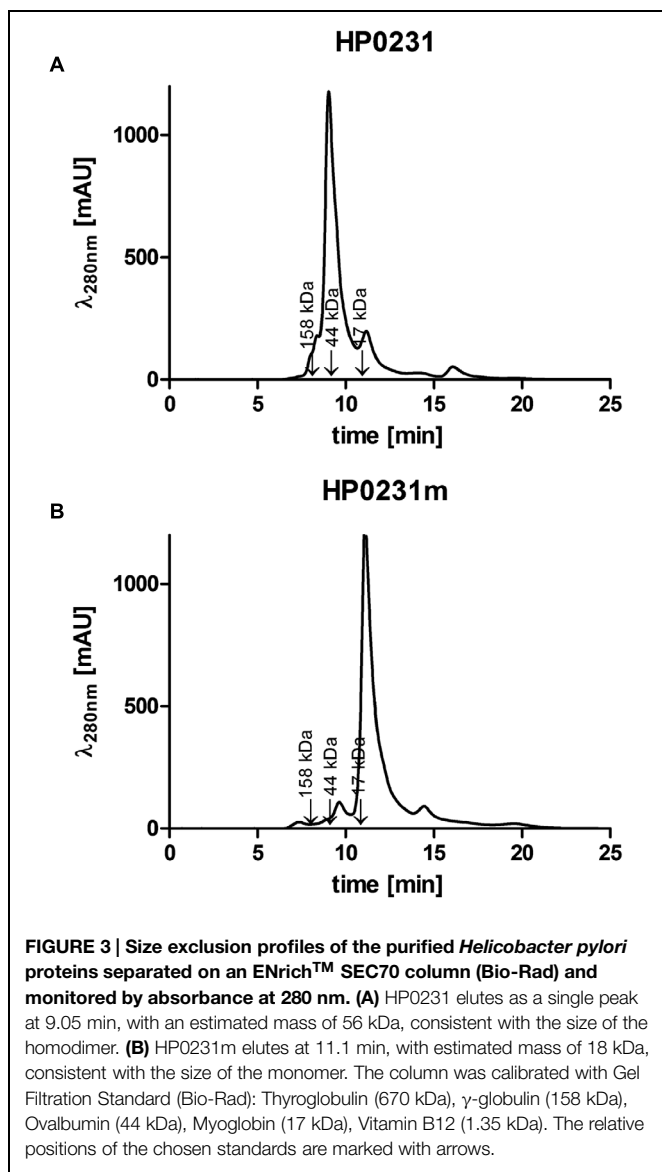 HP0231
A
1000
500
0
λ280nm [mAU]
158 kDa
44 kDa
17 kDa
0 5 10 15 20 25
time [min]
HP0231m
B
1000
500
0
λ280nm [mAU]
158 kDa
44 kDa
17 kDa
0 5 10 15 20 25
time [min]
FIGURE 3 | Size exclusion profiles of the purified Helicobacter pylori
proteins separated on an ENrich™ SEC70 column (Bio-Rad) and
monitored by absorbance at 280 nm. (A) HP0231 elutes as a single peak
at 9.05 min, with an estimated mass of 56 kDa, consistent with the size of the
homodimer. (B) HP0231m elutes at 11.1 min, with estimated mass of 18 kDa,
consistent with the size of the monomer. The column was calibrated with Gel
Filtration Standard (Bio-Rad): Thyroglobulin (670 kDa), γ-globulin (158 kDa),
Ovalbumin (44 kDa), Myoglobin (17 kDa), Vitamin B12 (1.35 kDa). The relative
positions of the chosen standards are marked with arrows.